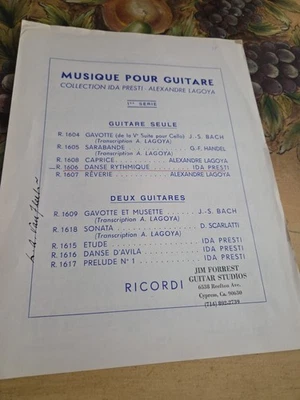 MUSIQUE POUR GUITARE
COLLECTION IDA PRESTI - ALEXANDRE LAGOYA
1re SÉRIE
GUITARE SEULE
R. 1604 GAVOTTE (de la Ve Suite pour Cello) J.-S. BACH
(Transcription A. LAGOYA)
R. 1605 SARABANDE G.-F. HANDEL
(Transcription A. LAGOYA)
R. 1608 CAPRICE ALEXANDRE LAGOYA
R. 1606 DANSE RYTHMIQUE IDA PRESTI
R. 1607 RÊVERIE ALEXANDRE LAGOYA
DEUX GUITARES
R. 1609 GAVOTTE ET MUSETTE J.-S. BACH
(Transcription A. LAGOYA)
R. 1618 SONATA D. SCARLATTI
(Transcription A. LAGOYA)
R. 1615 ETUDE IDA PRESTI
R. 1616 DANSE D'AVILA IDA PRESTI
R. 1617 PRELUDE N° 1 IDA PRESTI
RICORDI
JIM FORREST
GUITAR STUDIOS
Cypress, Ca. 90630
(714) 892-2739